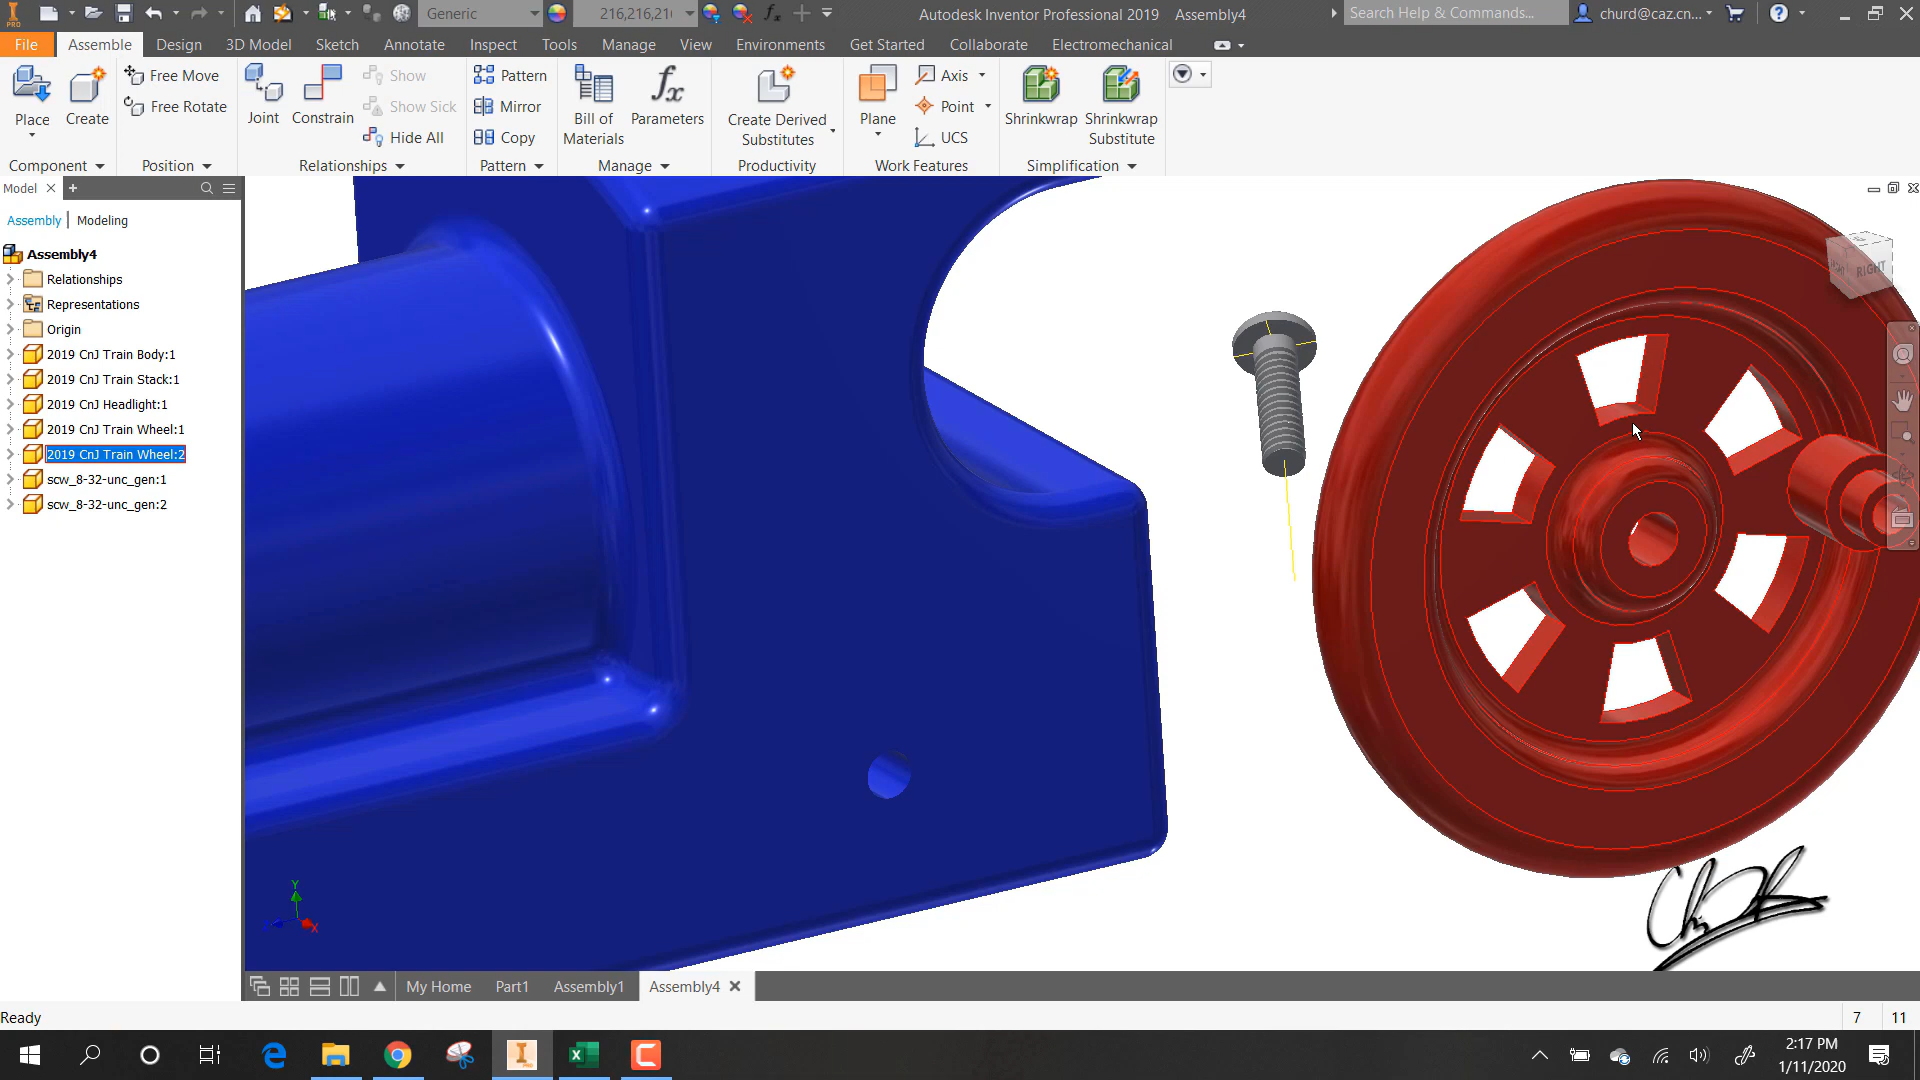 PRO
Generic
216,216,21
fx
Autodesk Inventor Professional 2019 Assembly4
Search Help & Commands...
churd@caz.cn...
File Assemble Design 3D Model Sketch Annotate Inspect Tools Manage View Environments Get Started Collaborate Electromechanical
Place
Create
Free Move
Free Rotate
Joint
Constrain
Show
Show Sick
Hide All
Pattern
Mirror
Copy
Bill of
Materials
fx
Parameters
Create Derived
Substitutes
Plane
Axis
Point
UCS
Shrinkwrap
Shrinkwrap
Substitute
Component Position Relationships Pattern Manage Productivity Work Features Simplification
Model
Assembly Modeling
Assembly4
Relationships
Representations
Origin
2019 CnJ Train Body:1
2019 CnJ Train Stack:1
2019 CnJ Headlight:1
2019 CnJ Train Wheel:1
2019 CnJ Train Wheel:2
scw_8-32-unc_gen:1
scw_8-32-unc_gen:2
RIGHT
Y
X
My Home Part1 Assembly1 Assembly4
Ready
7 11
2:17 PM
1/11/2020